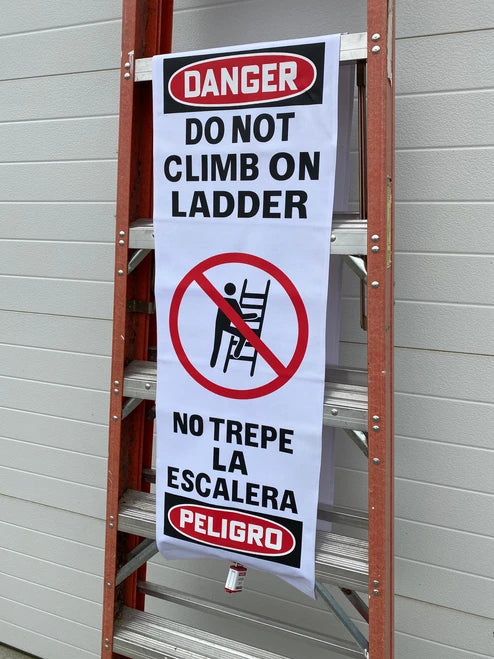 DANGER
DO NOT
CLIMB ON
LADDER
NO TREPE
LA
ESCALERA
PELIGRO